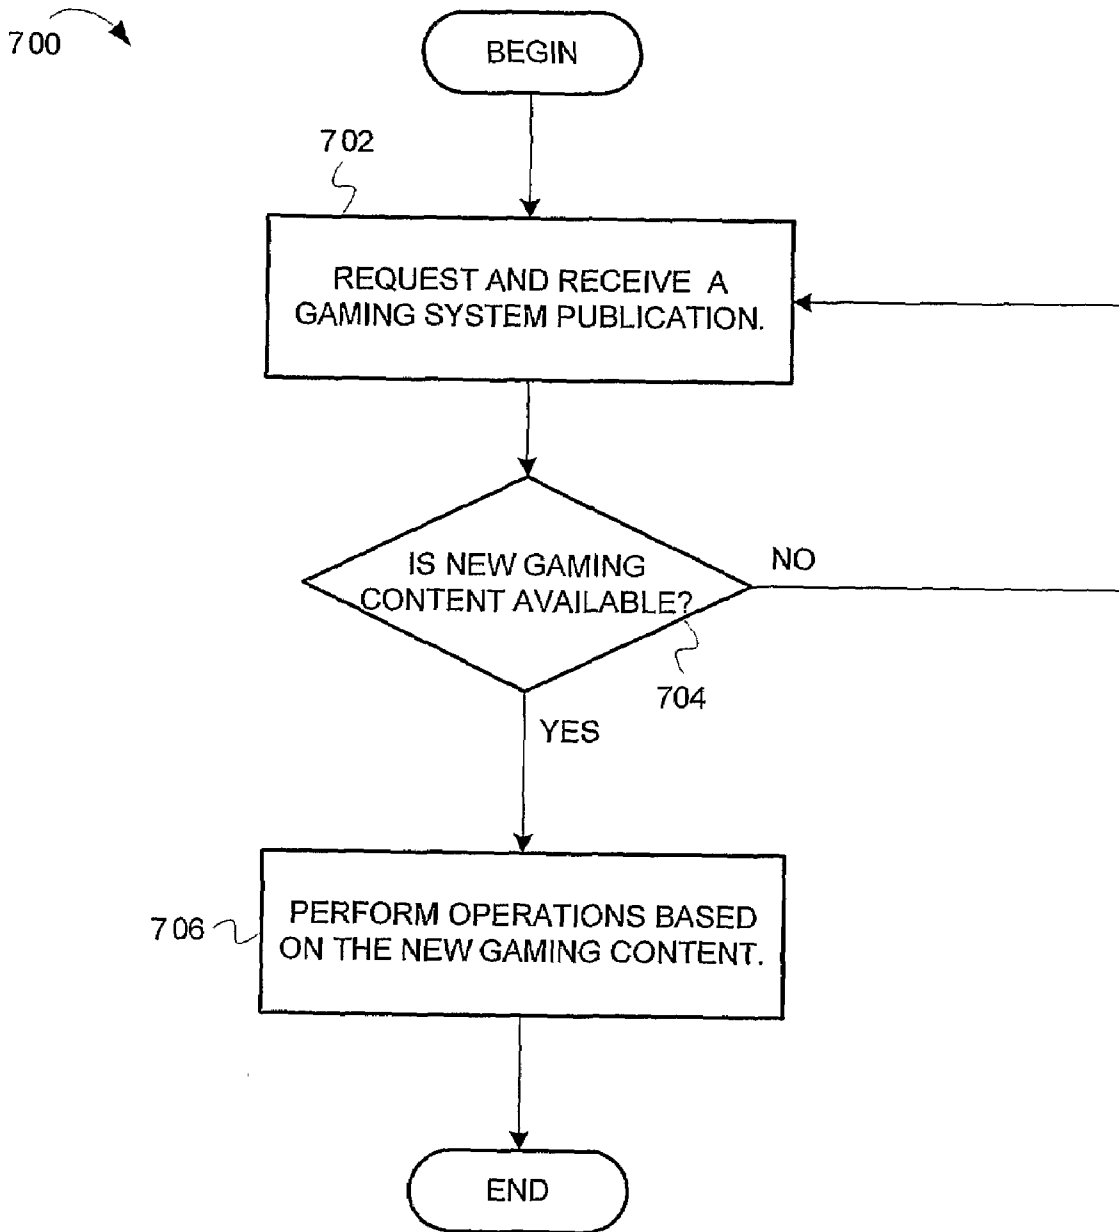 700
BEGIN
702
REQUEST AND RECEIVE A
GAMING SYSTEM PUBLICATION.
IS NEW GAMING
CONTENT AVAILABLE?
NO
704
YES
706
PERFORM OPERATIONS BASED
ON THE NEW GAMING CONTENT.
END